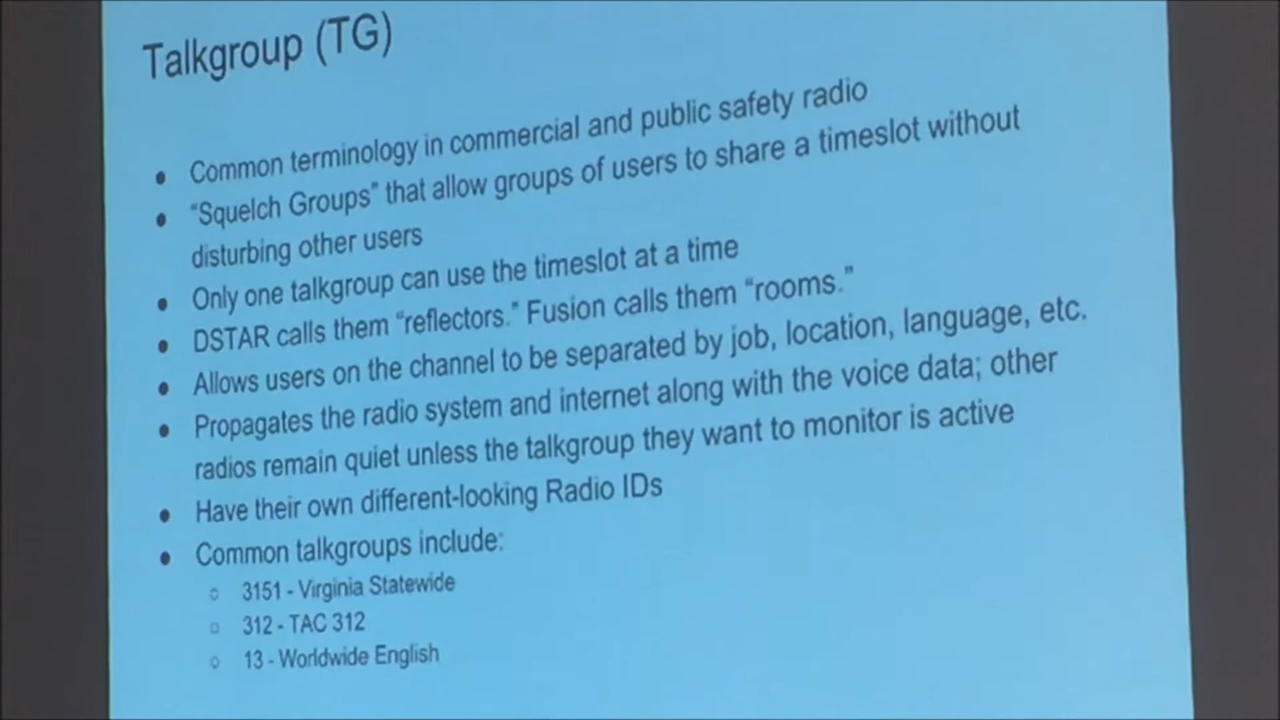 Talkgroup (TG)
● Common terminology in commercial and public safety radio
● “Squelch Groups” that allow groups of users to share a timeslot without
disturbing other users
● Only one talkgroup can use the timeslot at a time
● DSTAR calls them “reflectors.” Fusion calls them “rooms.”
● Allows users on the channel to be separated by job, location, language, etc.
● Propagates the radio system and internet along with the voice data; other
radios remain quiet unless the talkgroup they want to monitor is active
● Have their own different-looking Radio IDs
● Common talkgroups include:
○ 3151 - Virginia Statewide
○ 312 - TAC 312
○ 13 - Worldwide English